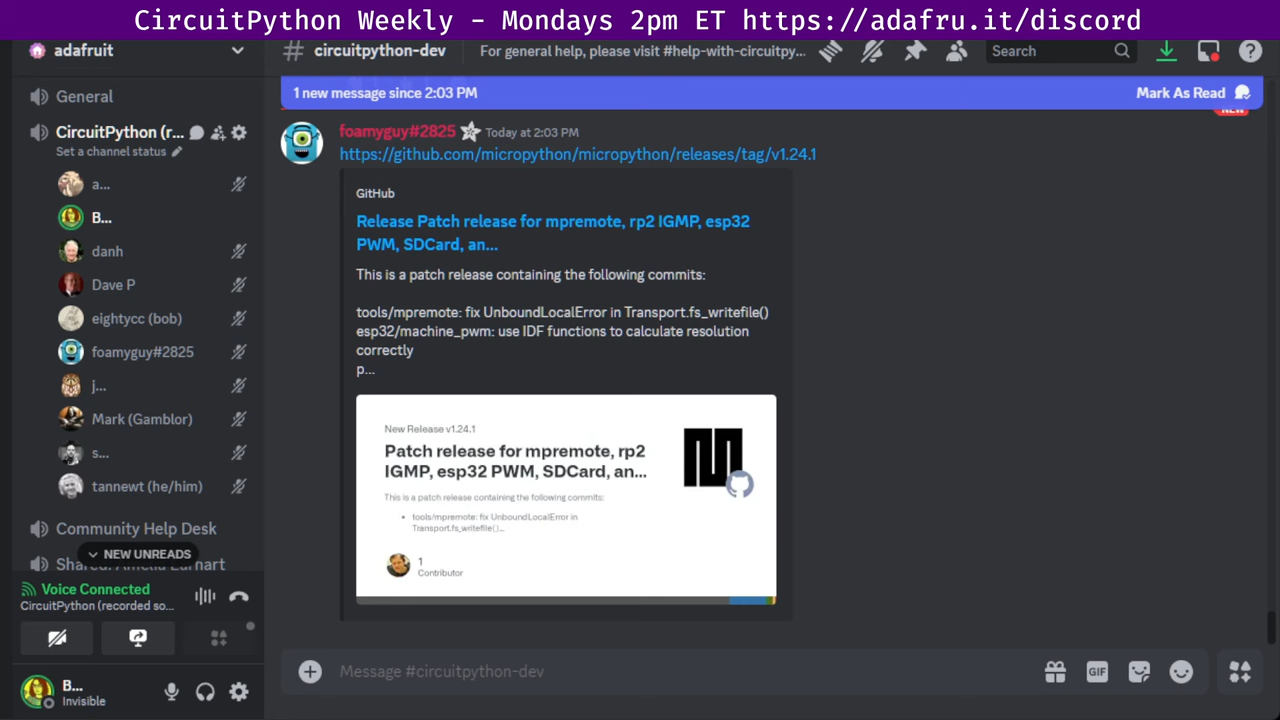 CircuitPython Weekly - Mondays 2pm ET https://adafru.it/discord
adafruit
# circuitpython-dev
For general help, please visit #help-with-circuitpy...
Search
General
CircuitPython (r...
Set a channel status
a...
B...
danh
Dave P
eightycc (bob)
foamyguy#2825
j...
Mark (Gamblor)
s...
tannewt (he/him)
Community Help Desk
NEW UNREADS
Shared: Amelia Earhart
Voice Connected
CircuitPython (recorded so...
B...
Invisible
1 new message since 2:03 PM
Mark As Read
NEW
foamyguy#2825 Today at 2:03 PM
https://github.com/micropython/micropython/releases/tag/v1.24.1
GitHub
Release Patch release for mpremote, rp2 IGMP, esp32
PWM, SDCard, an...
This is a patch release containing the following commits:
tools/mpremote: fix UnboundLocalError in Transport.fs_writefile()
esp32/machine_pwm: use IDF functions to calculate resolution
correctly
p...
New Release v1.24.1
Patch release for mpremote, rp2
IGMP, esp32 PWM, SDCard, an...
This is a patch release containing the following commits:
• tools/mpremote: fix UnboundLocalError in
Transport.fs_writefile()...
1
Contributor
Message #circuitpython-dev
GIF